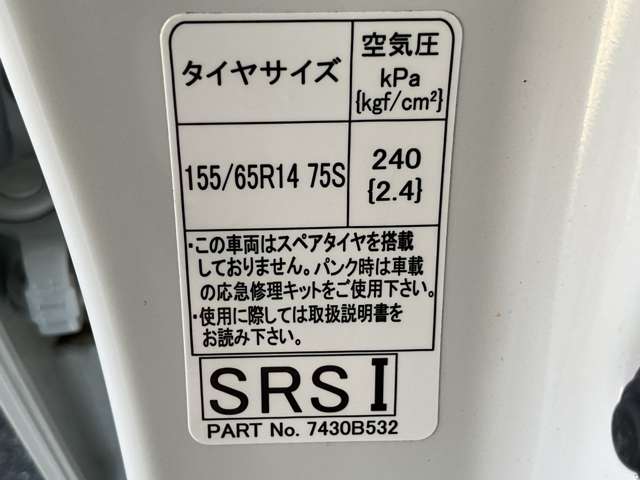 タイヤサイズ
空気圧
kPa
{kgf/cm²}
155/65R14 75S
240
{2.4}
・この車両はスペアタイヤを搭載
しておりません。パンク時は車載
の応急修理キットをご使用下さい。
・使用に際しては取扱説明書を
お読み下さい。
SRS I
PART No. 7430B532